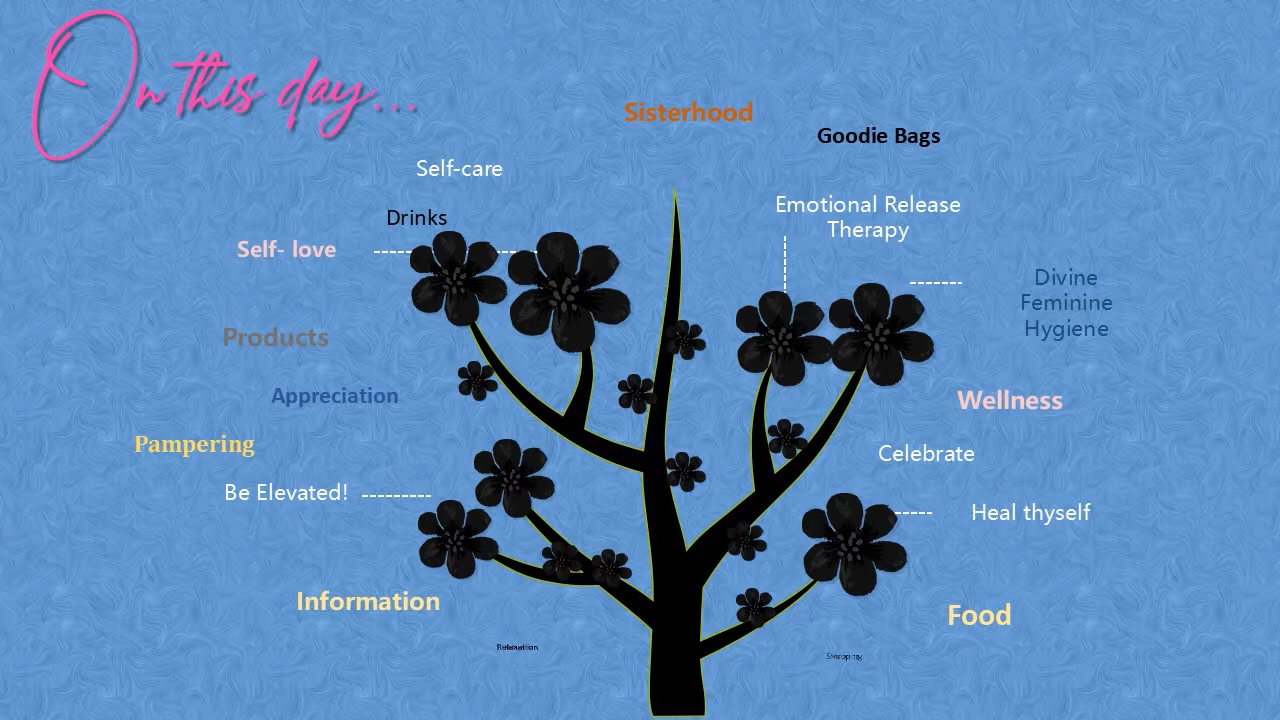 On this day...
Sisterhood
Goodie Bags
Self-care
Emotional Release
Therapy
Drinks
Self- love
Divine
Feminine
Hygiene
Products
Appreciation
Wellness
Pampering
Celebrate
Be Elevated!
Heal thyself
Information
Food